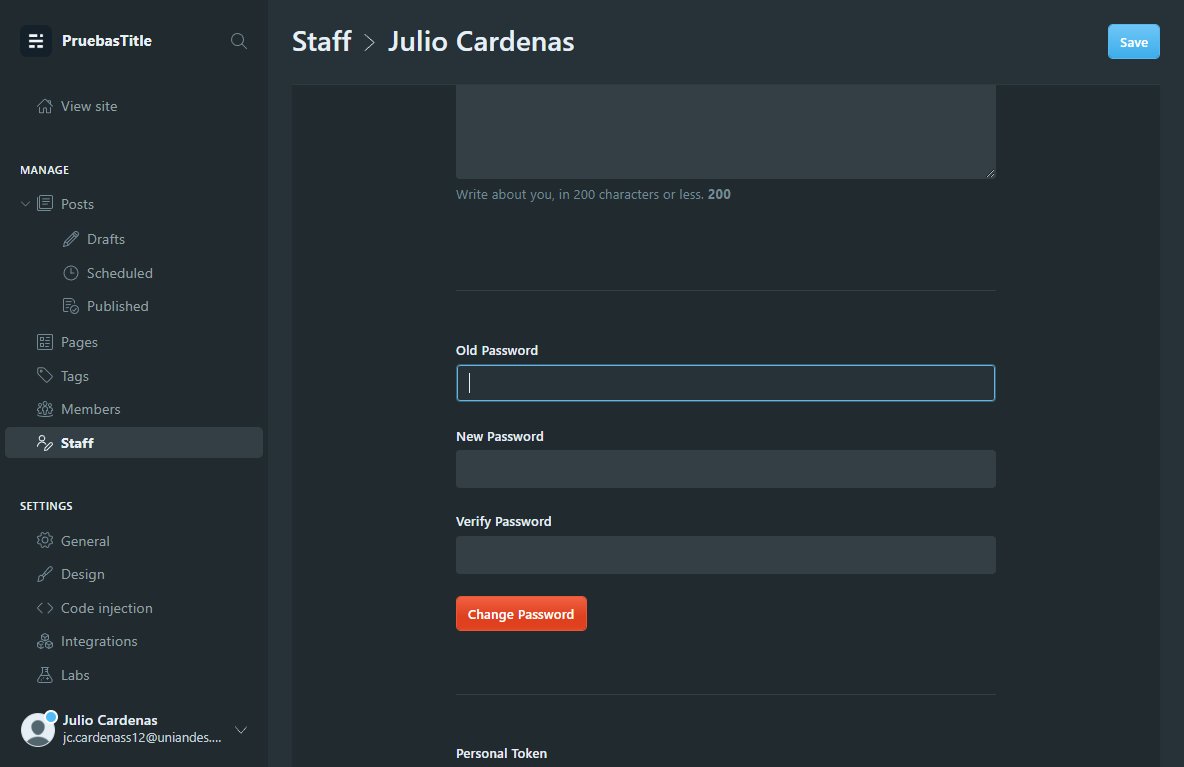 PruebasTitle
View site
MANAGE
Posts
Drafts
Scheduled
Published
Pages
Tags
Members
Staff
SETTINGS
General
Design
Code injection
Integrations
Labs
Julio Cardenas
jc.cardenass12@uniandes....
Staff > Julio Cardenas
Save
Write about you, in 200 characters or less. 200
Old Password
New Password
Verify Password
Change Password
Personal Token